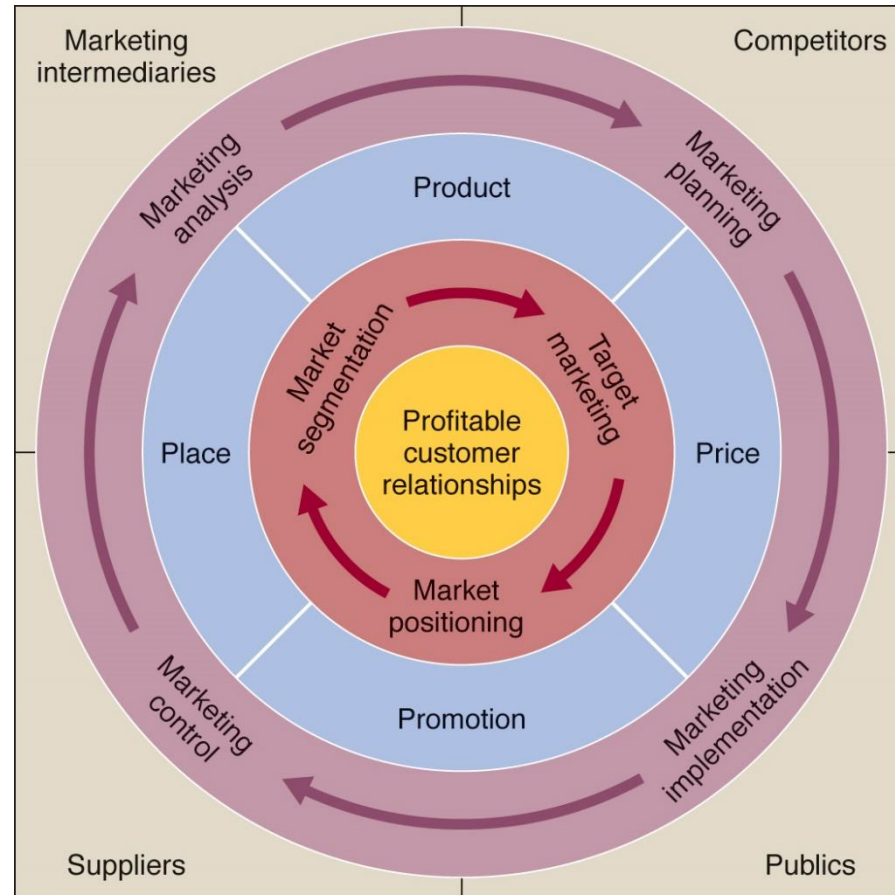 Marketing
intermediaries
Competitors
Marketing
analysis
Marketing
planning
Product
Market
segmentation
Target
marketing
Place
Profitable
customer
relationships
Price
Market
positioning
Promotion
Marketing
control
Marketing
implementation
Suppliers
Publics